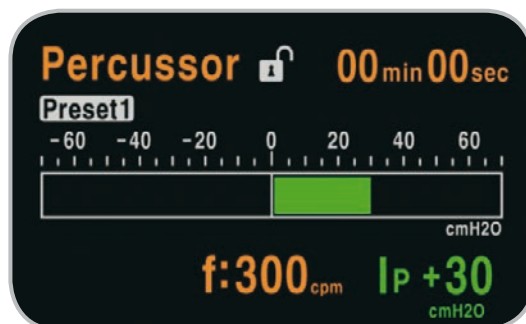 Percussor 00min00sec
Preset1
-60 -40 -20 0 20 40 60
cmH2O
f:300cpm IP +30
cmH2O